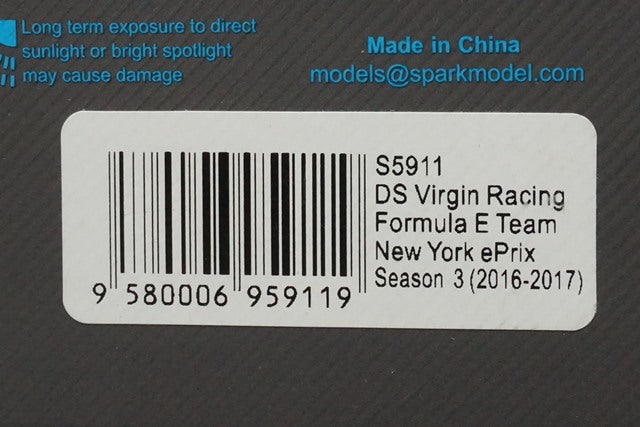 Long term exposure to direct
sunlight or bright spotlight
may cause damage
Made in China
models@sparkmodel.com
S5911
DS Virgin Racing
Formula E Team
New York ePrix
Season 3 (2016-2017)
9 580006 959119